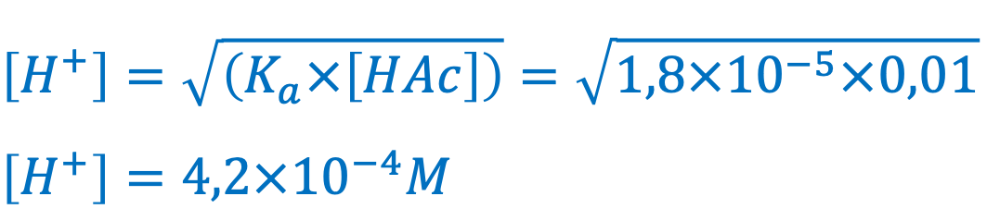 [H⁺] = √(Kₐ×[HAc]) = √1,8×10⁻⁵×0,01
[H⁺] = 4,2×10⁻⁴M